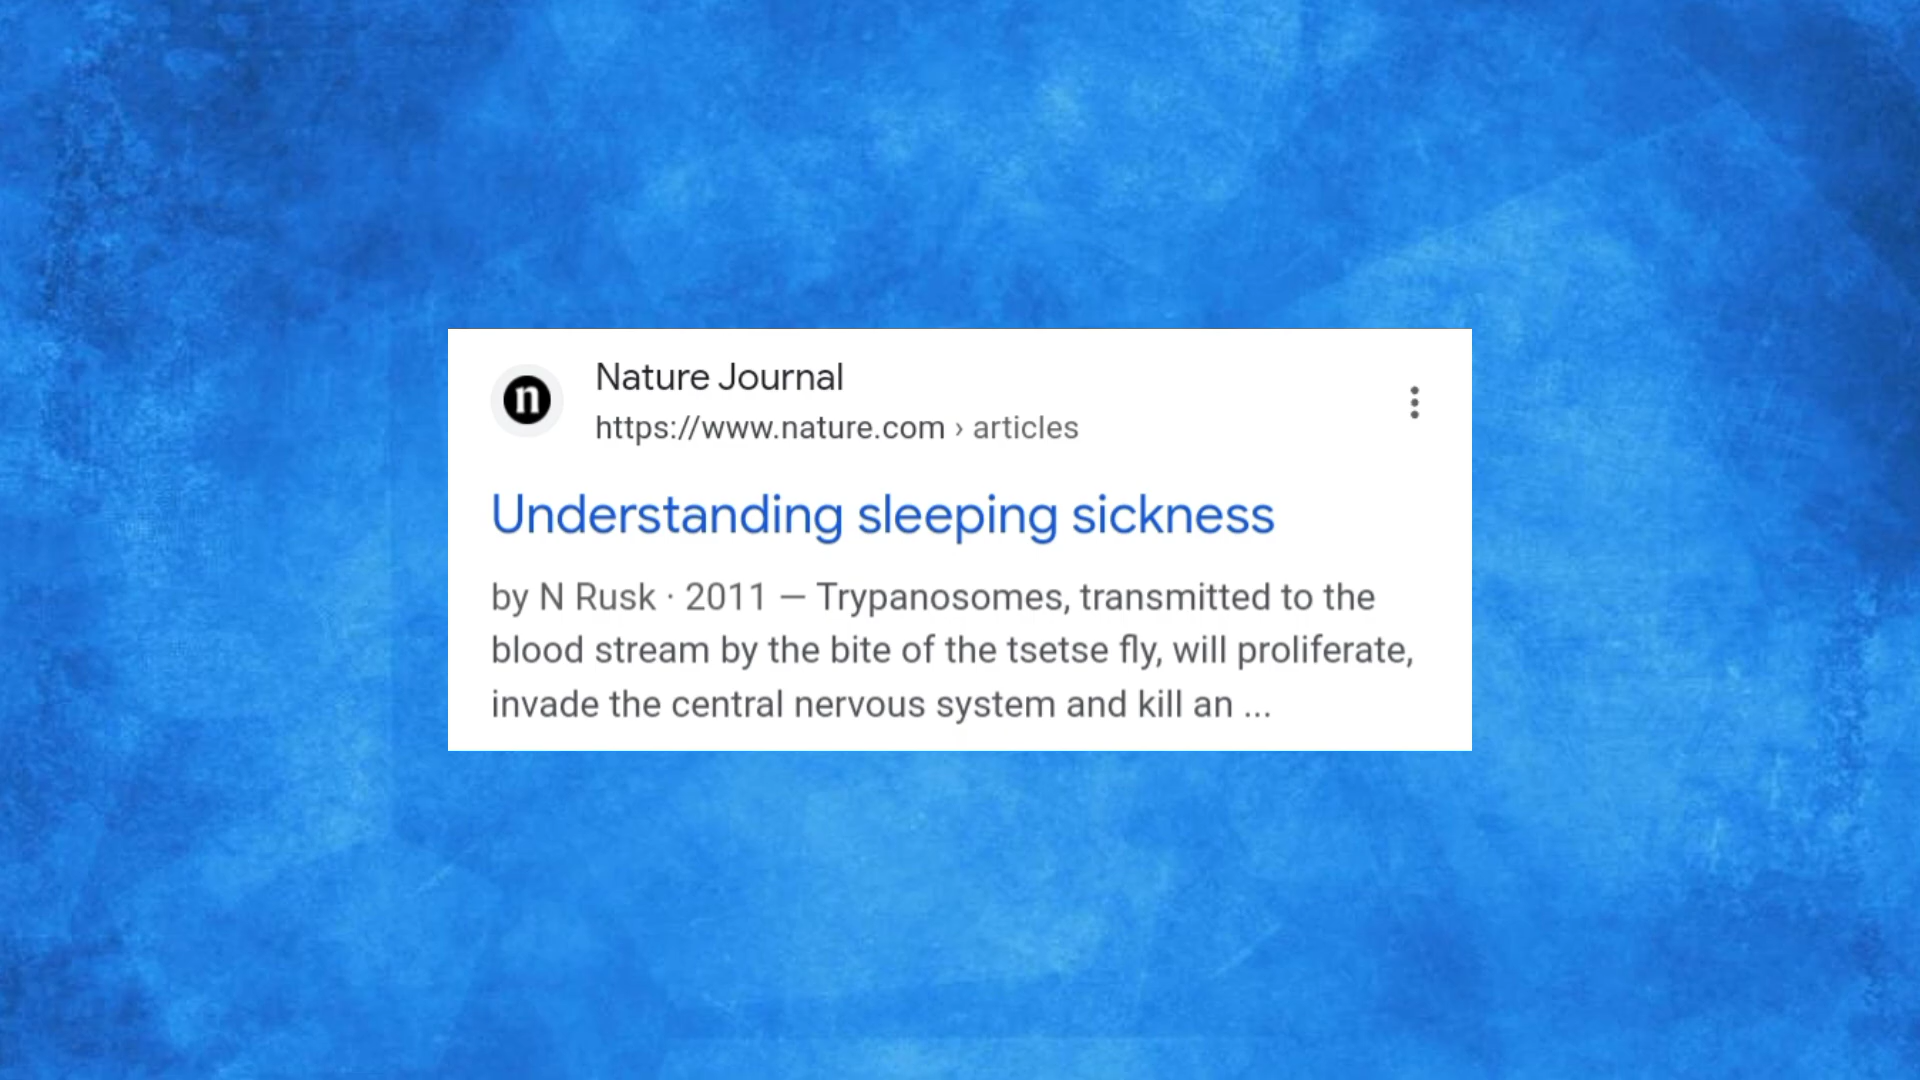 n
Nature Journal
https://www.nature.com › articles
Understanding sleeping sickness
by N Rusk · 2011 — Trypanosomes, transmitted to the
blood stream by the bite of the tsetse fly, will proliferate,
invade the central nervous system and kill an ...